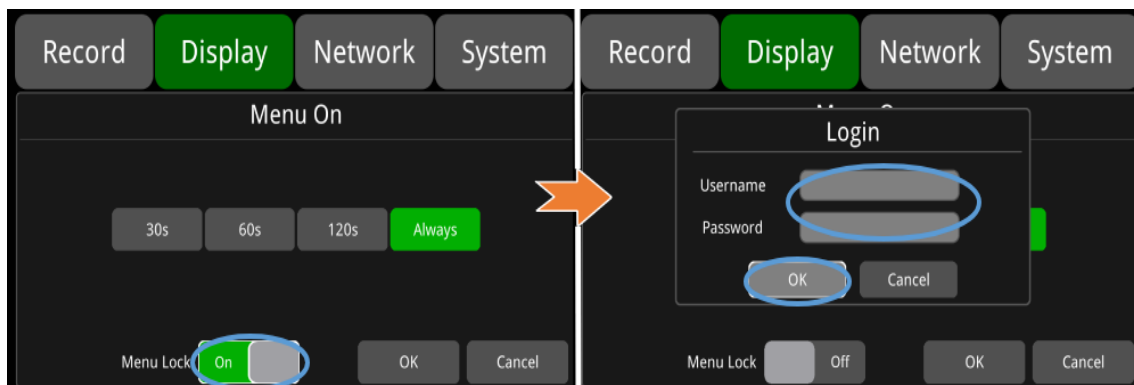 Record Display Network System
Menu On
30s 60s 120s Always
Menu Lock On OK Cancel
Record Display Network System
Login
Username
Password
OK Cancel
Menu Lock Off OK Cancel